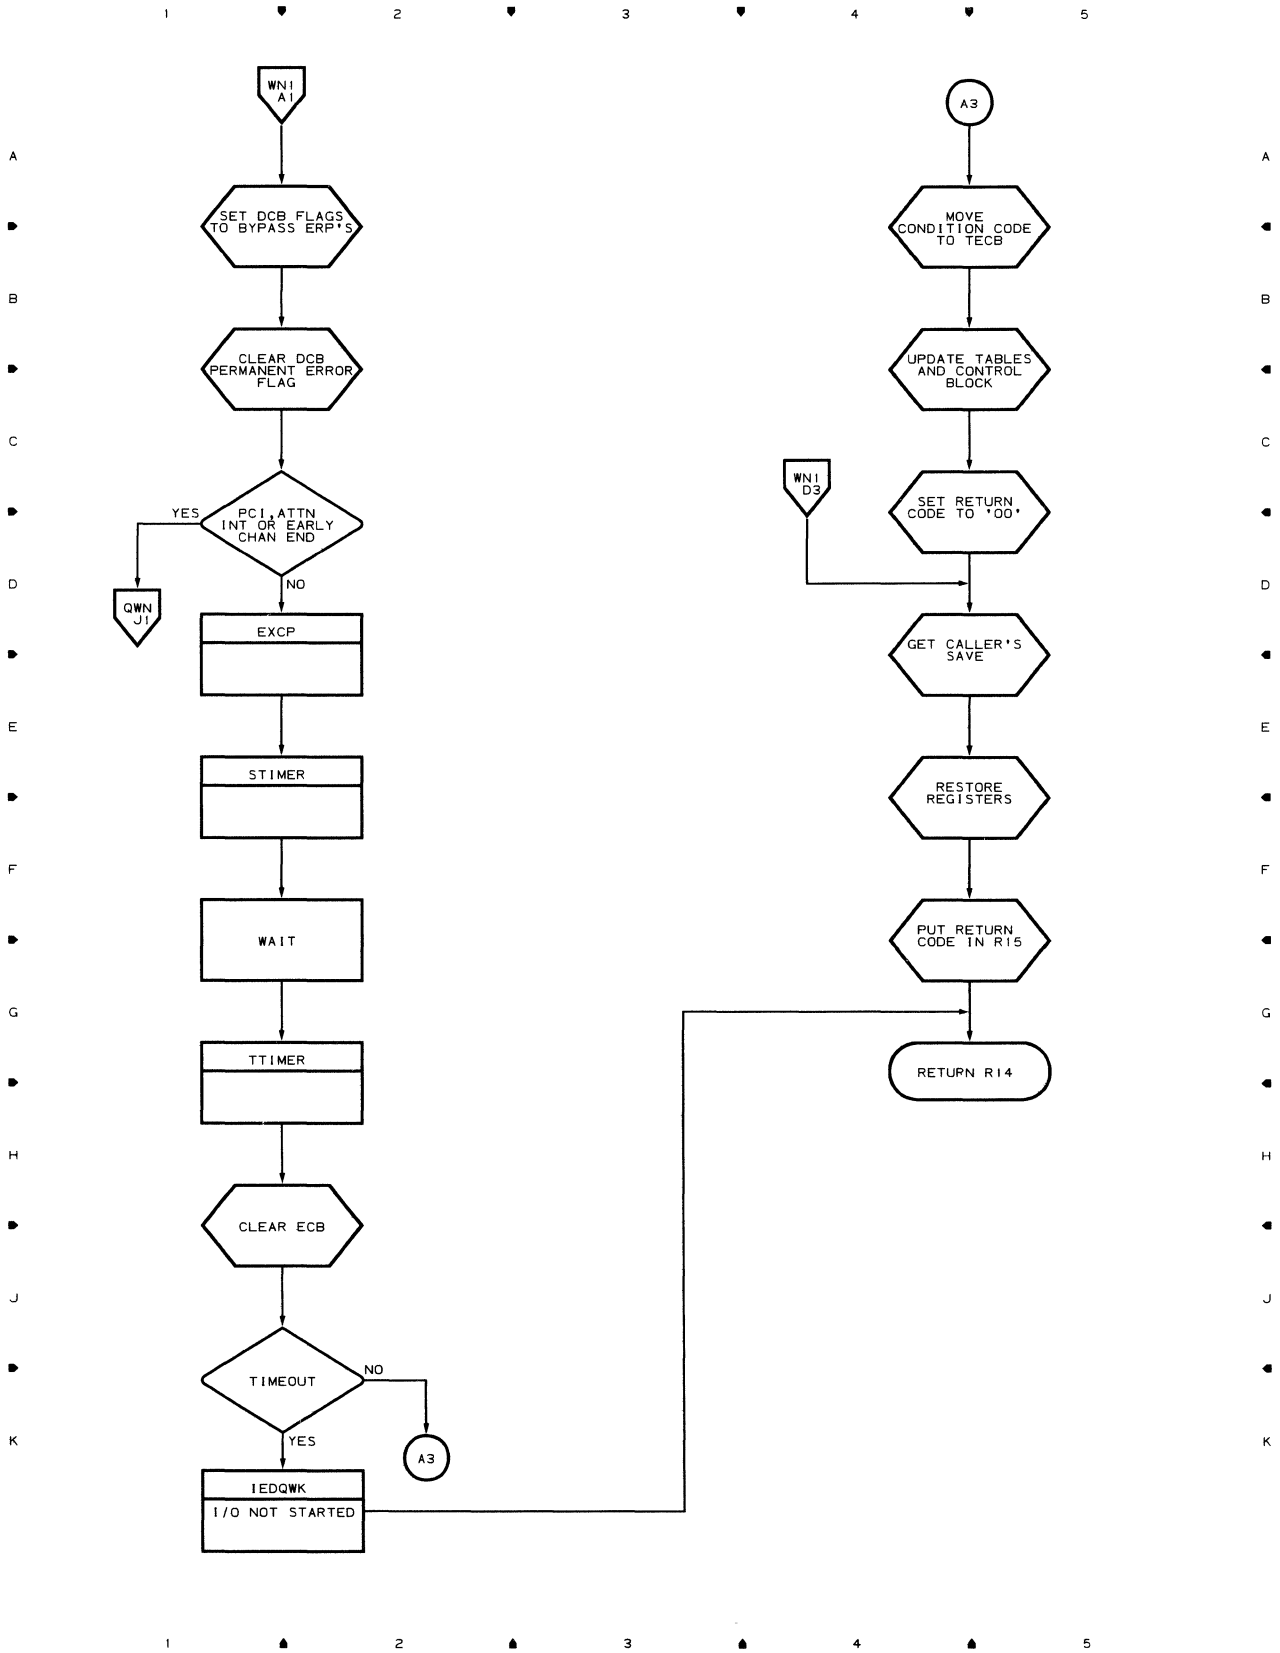 1 2 3 4 5
WN1
A1
A
SET DCB FLAGS
TO BYPASS ERP'S
B
CLEAR DCB
PERMANENT ERROR
FLAG
C
PCI,ATTN
INT OR EARLY
CHAN END
YES
NO
QWN
J1
D
EXCP
E
STIMER
F
WAIT
G
TTIMER
H
CLEAR ECB
J
TIMEOUT
NO
YES
A3
K
IEDQWK
I/O NOT STARTED
A3
A
MOVE
CONDITION CODE
TO TECB
B
UPDATE TABLES
AND CONTROL
BLOCK
C
WN1
D3
SET RETURN
CODE TO '00'
D
GET CALLER'S
SAVE
E
RESTORE
REGISTERS
F
PUT RETURN
CODE IN R15
G
RETURN R14
H
J
K
1 2 3 4 5